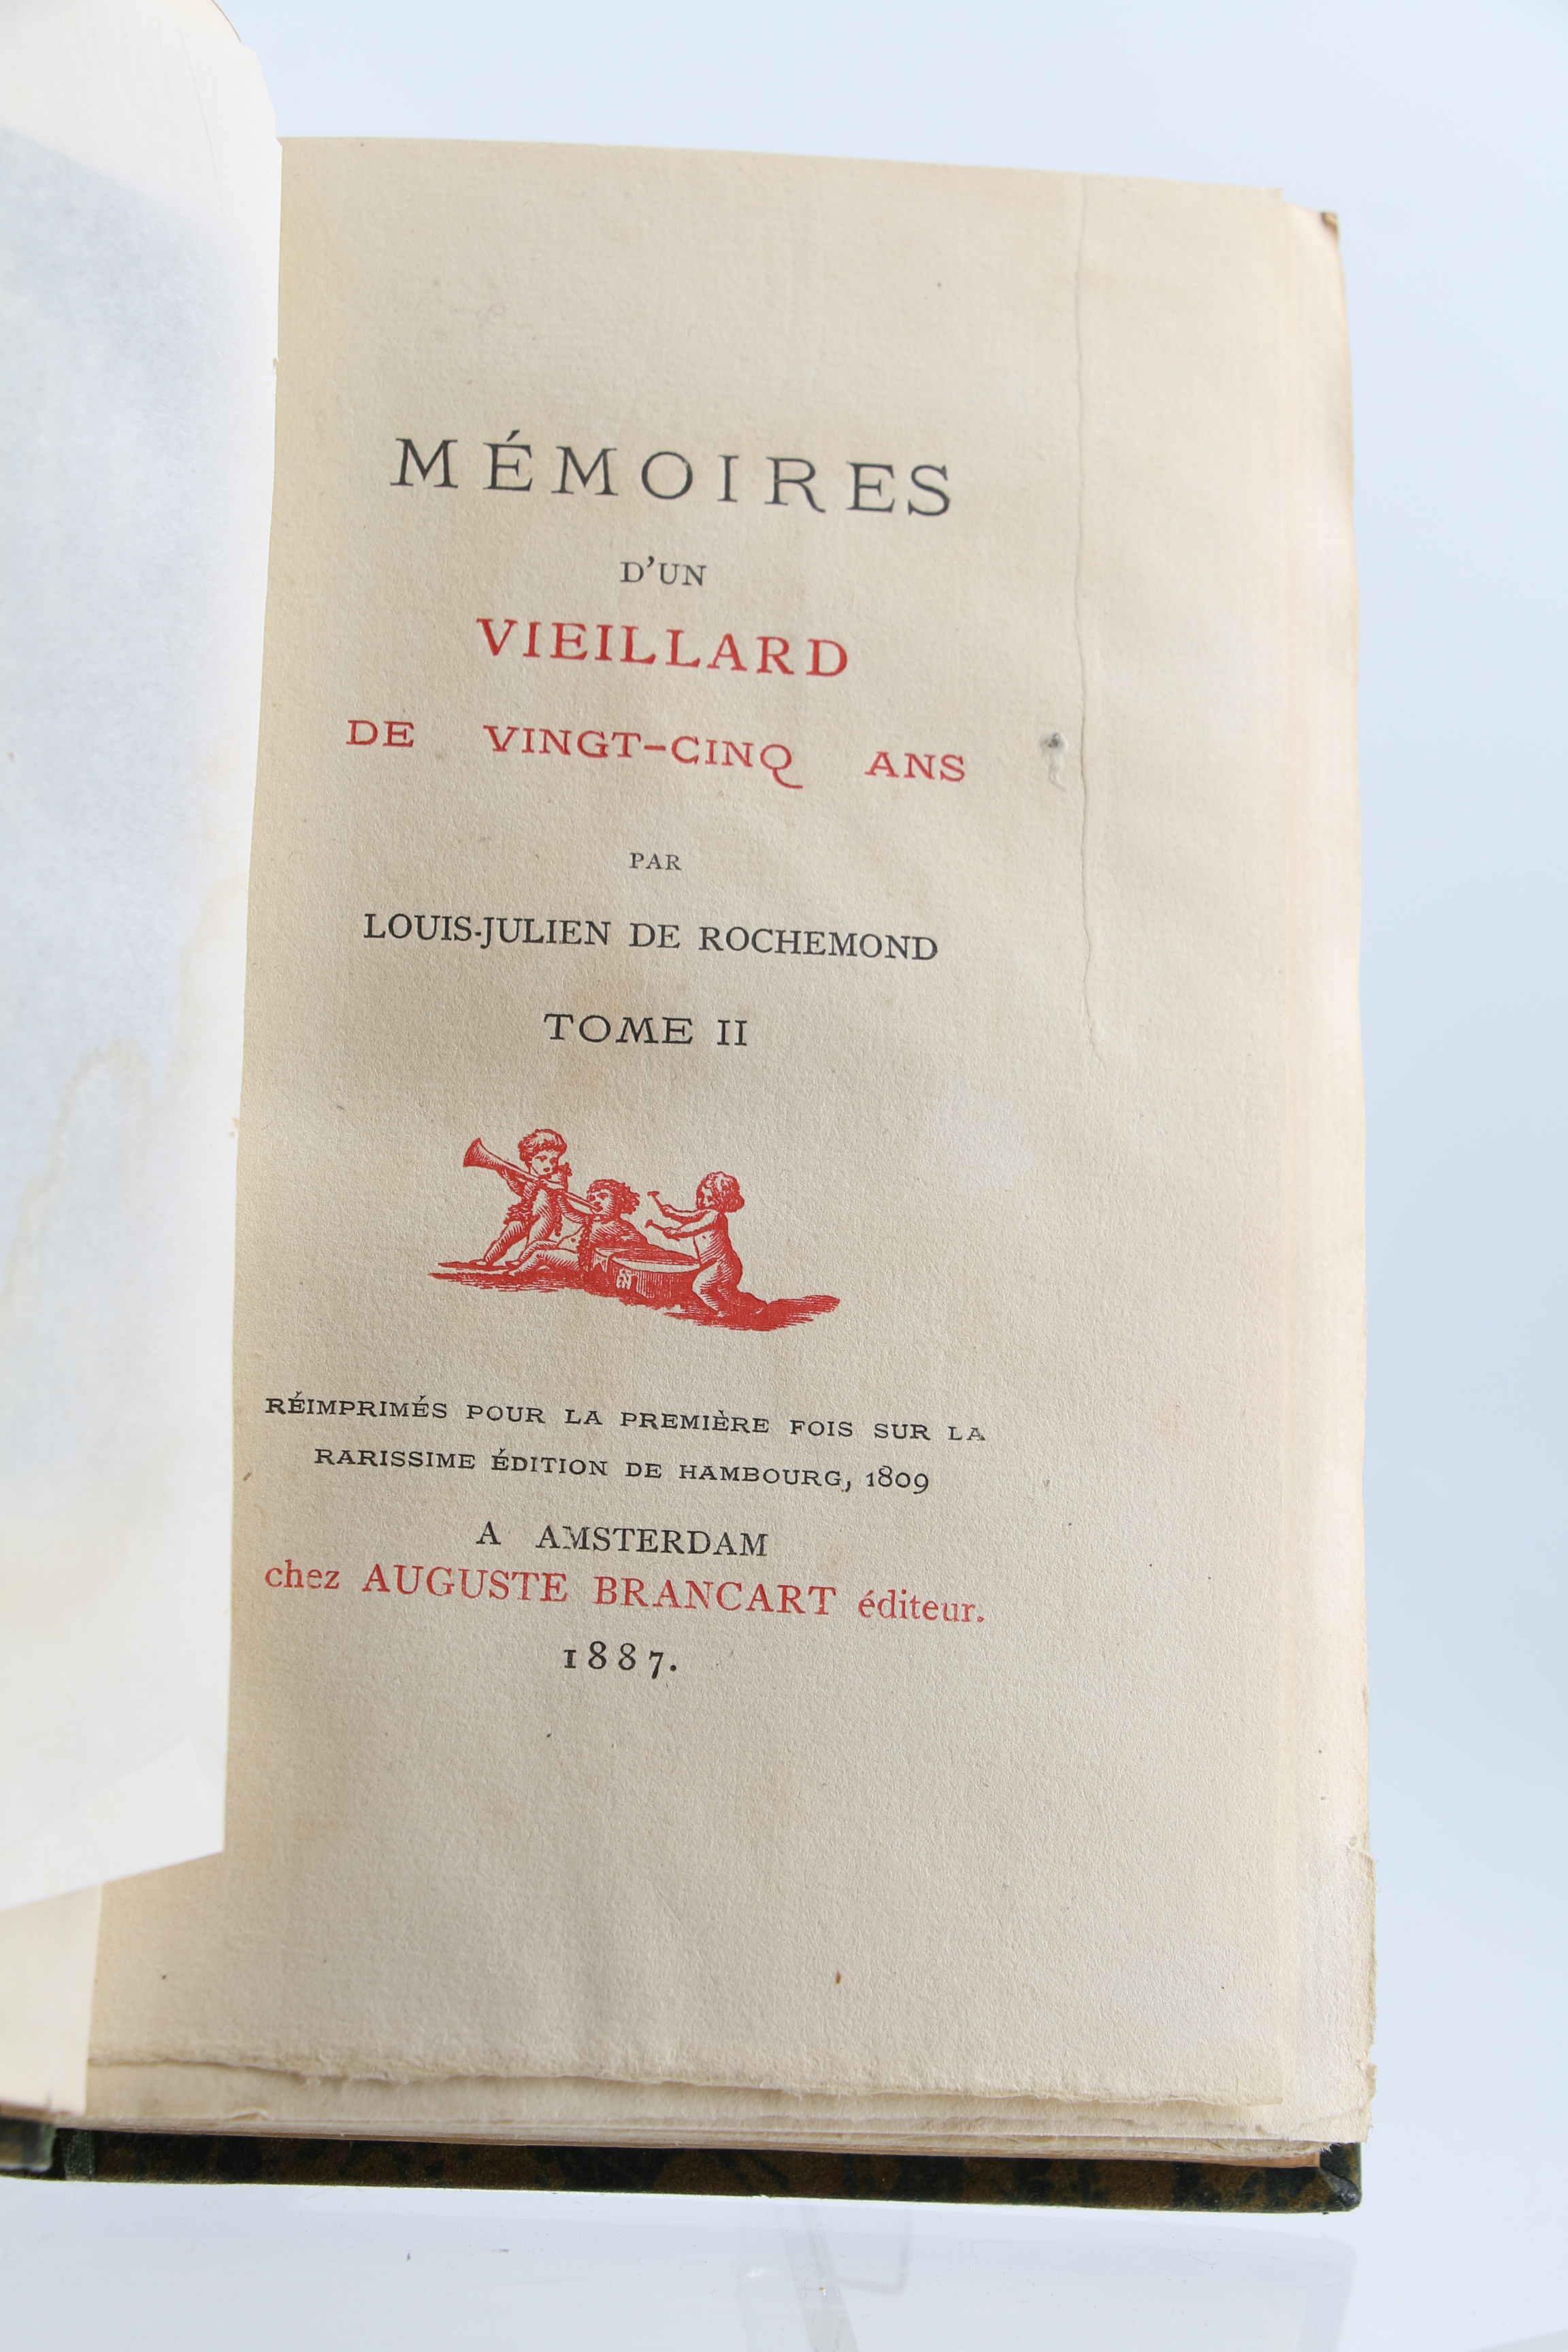 MÉMOIRES
D'UN
VIEILLARD
DE VINGT-CINQ ANS
PAR
LOUIS-JULIEN DE ROCHEMOND
TOME II
RÉIMPRIMÉS POUR LA PREMIÈRE FOIS SUR LA
RARISSIME ÉDITION DE HAMBOURG, 1809
A AMSTERDAM
chez AUGUSTE BRANCART éditeur.
1887.